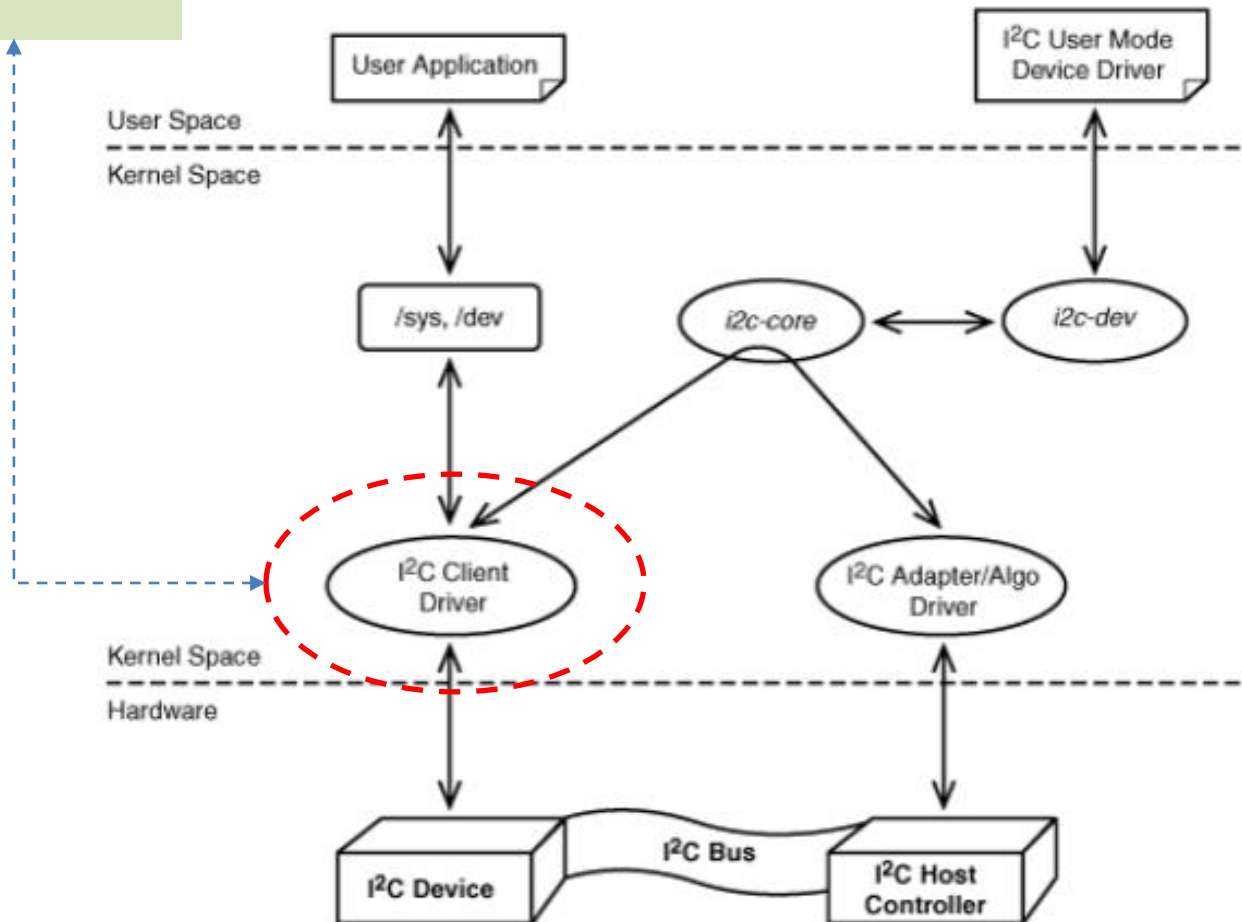 User Application
I²C User Mode
Device Driver
User Space
Kernel Space
/sys, /dev
i2c-core
i2c-dev
I²C Client
Driver
I²C Adapter/Algo
Driver
Kernel Space
Hardware
I²C Bus
I²C Device
I²C Host
Controller